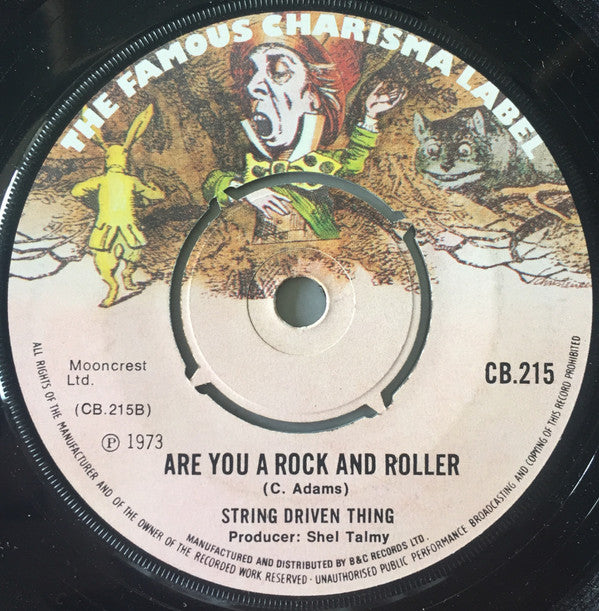 THE FAMOUS CHARISMA LABEL
Mooncrest
Ltd.
(CB.215B)
Ⓟ 1973
CB.215
ARE YOU A ROCK AND ROLLER
(C. Adams)
STRING DRIVEN THING
Producer: Shel Talmy
MANUFACTURED AND DISTRIBUTED BY B&C RECORDS LTD.
ALL RIGHTS OF THE MANUFACTURER AND OF THE OWNER OF THE RECORDED WORK RESERVED - UNAUTHORISED PUBLIC PERFORMANCE BROADCASTING AND COPYING OF THIS RECORD PROHIBITED